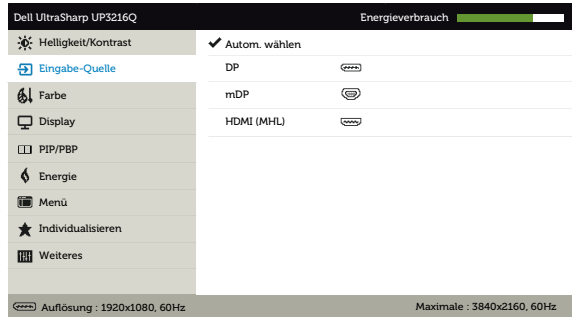 Dell UltraSharp UP3216Q
Energieverbrauch
Helligkeit/Kontrast
Eingabe-Quelle
Farbe
Display
PIP/PBP
Energie
Menü
Individualisieren
Weiteres
Autom. wählen
DP
mDP
HDMI (MHL)
Auflösung : 1920x1080, 60Hz
Maximale : 3840x2160, 60Hz